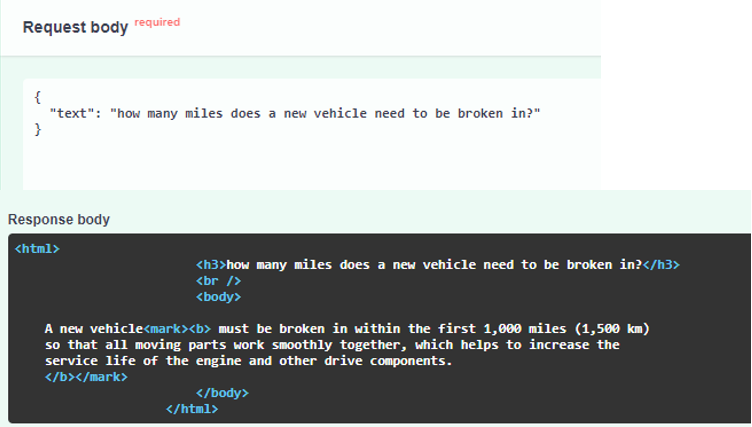 Request body required
{
"text": "how many miles does a new vehicle need to be broken in?"
}
Response body
<html>
<h3>how many miles does a new vehicle need to be broken in?</h3>
<br />
<body>
A new vehicle<mark><b> must be broken in within the first 1,000 miles (1,500 km)
so that all moving parts work smoothly together, which helps to increase the
service life of the engine and other drive components.
</b></mark>
</body>
</html>